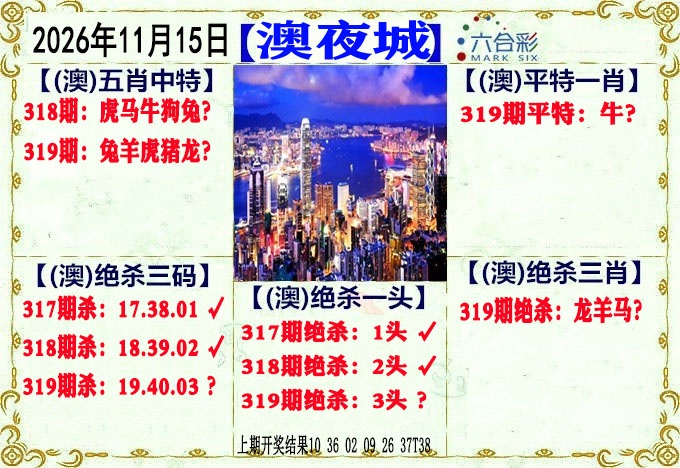 2026年11月15日
【澳夜城】
六合彩
MARK SIX
【(澳)五肖中特】
318期：虎马牛狗兔?
319期：兔羊虎猪龙?
【(澳)平特一肖】
319期平特：牛?
【(澳)绝杀三码】
317期杀：17.38.01 √
318期杀：18.39.02 √
319期杀：19.40.03 ?
【(澳)绝杀一头】
317期绝杀：1头 √
318期绝杀：2头 √
319期绝杀：3头 ?
【(澳)绝杀三肖】
319期绝杀：龙羊马?
上期开奖结果10 36 02 09 26 37T38